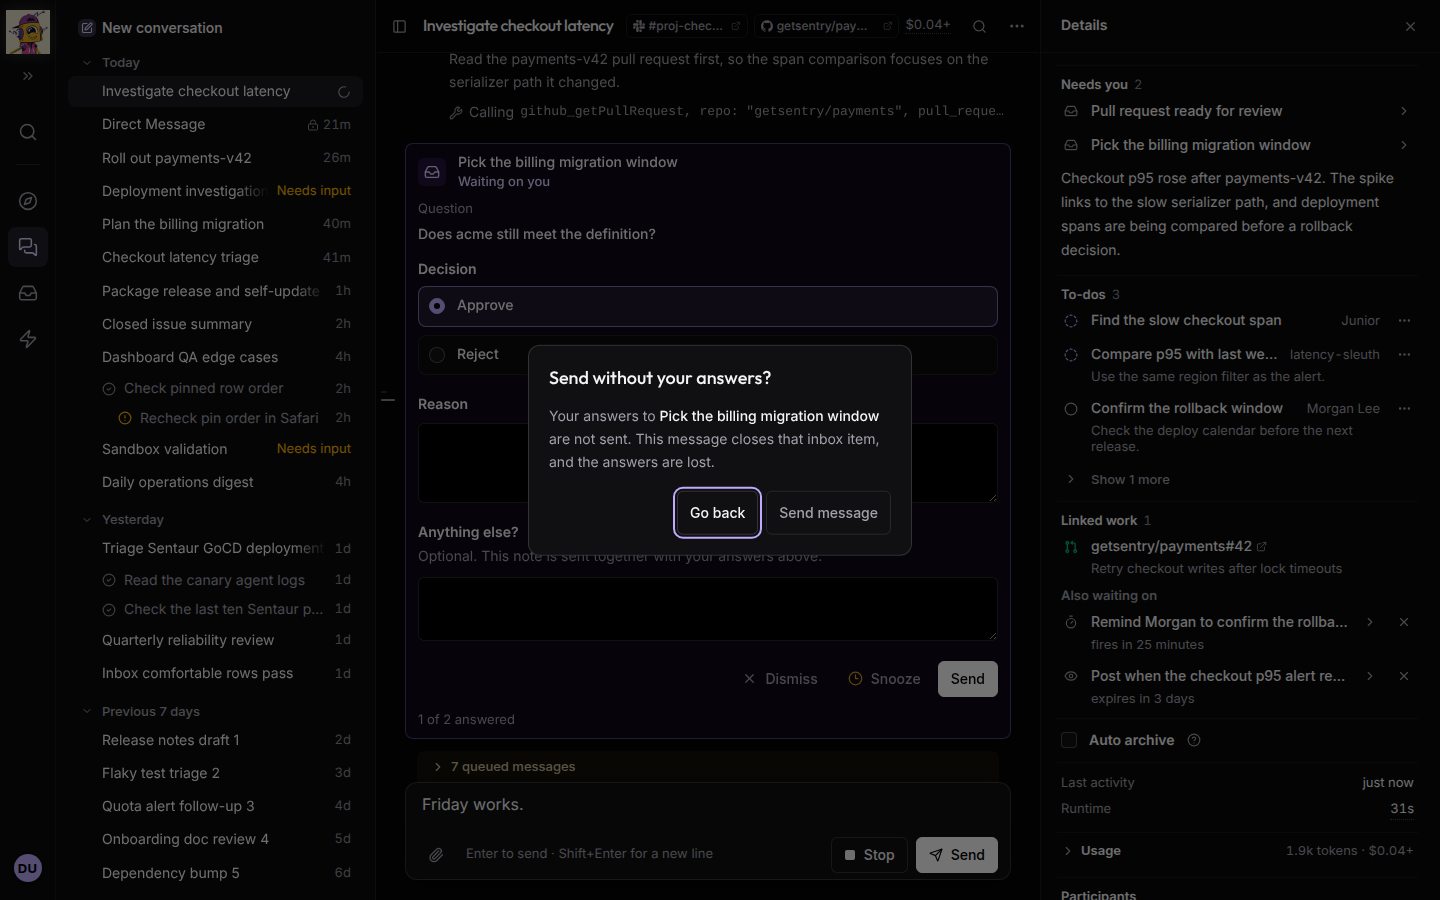 New conversation
Today
Investigate checkout latency
Direct Message 21m
Roll out payments-v42 26m
Deployment investigation Needs input
Plan the billing migration 40m
Checkout latency triage 41m
Package release and self-update 1h
Closed issue summary 2h
Dashboard QA edge cases 4h
Check pinned row order 2h
Recheck pin order in Safari 2h
Sandbox validation Needs input
Daily operations digest 4h
Yesterday
Triage Sentaur GoCD deployment 1d
Read the canary agent logs 1d
Check the last ten Sentaur p... 1d
Quarterly reliability review 1d
Inbox comfortable rows pass 1d
Previous 7 days
Release notes draft 1 2d
Flaky test triage 2 3d
Quota alert follow-up 3 4d
Onboarding doc review 4 5d
Dependency bump 5 6d
DU
Investigate checkout latency #proj-chec... getsentry/pay... $0.04+
Read the payments-v42 pull request first, so the span comparison focuses on the
serializer path it changed.
Calling github_getPullRequest, repo: "getsentry/payments", pull_reque…
Pick the billing migration window
Waiting on you
Question
Does acme still meet the definition?
Decision
Approve
Reject
Reason
Anything else?
Optional. This note is sent together with your answers above.
Dismiss Snooze Send
1 of 2 answered
7 queued messages
Friday works.
Enter to send · Shift+Enter for a new line
Stop Send
Send without your answers?
Your answers to Pick the billing migration window
are not sent. This message closes that inbox item,
and the answers are lost.
Go back Send message
Details
Needs you 2
Pull request ready for review
Pick the billing migration window
Checkout p95 rose after payments-v42. The spike
links to the slow serializer path, and deployment
spans are being compared before a rollback
decision.
To-dos 3
Find the slow checkout span Junior
Compare p95 with last we... latency-sleuth
Use the same region filter as the alert.
Confirm the rollback window Morgan Lee
Check the deploy calendar before the next
release.
Show 1 more
Linked work 1
getsentry/payments#42
Retry checkout writes after lock timeouts
Also waiting on
Remind Morgan to confirm the rollba...
fires in 25 minutes
Post when the checkout p95 alert re...
expires in 3 days
Auto archive
Last activity just now
Runtime 31s
Usage 1.9k tokens · $0.04+
Participants